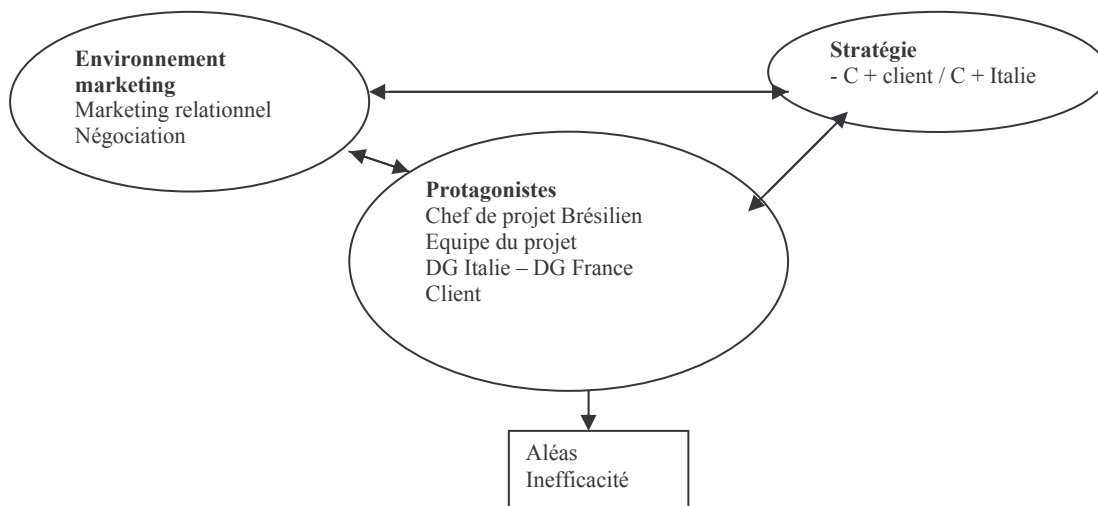 Environnement
marketing
Marketing relationnel
Négociation
Stratégie
- C + client / C + Italie
Protagonistes
Chef de projet Brésilien
Equipe du projet
DG Italie – DG France
Client
Aléas
Inefficacité